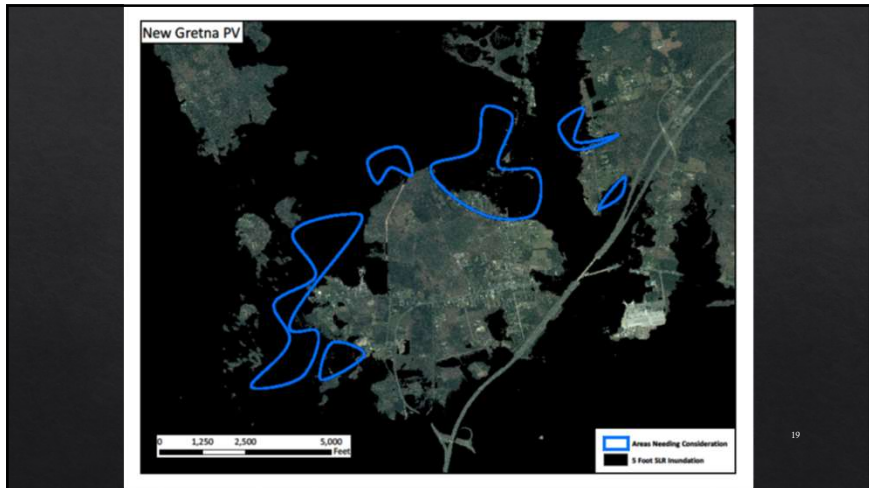 New Gretna PV
0 1,250 2,500 5,000
Feet
Areas Needing Consideration
5 Foot SLR Inundation
19